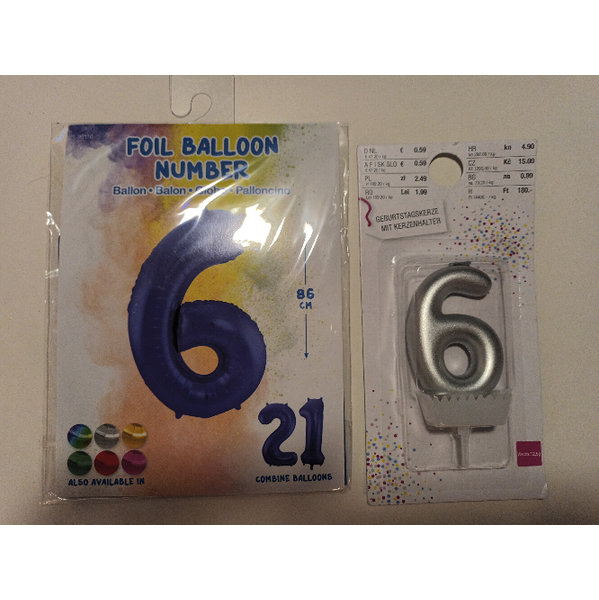 FOIL BALLOON
NUMBER
Ballon • Balon • Globo • Palloncino
6
86
CM
21
ALSO AVAILABLE IN
COMBINE BALLOONS
D NL € 0.59
A FI SK SLO € 0.59
PL zł 2.49
RO Lei 1.99
HR kn 4.90
CZ Kč 15.00
BG 0.99
H Ft 180.-
GEBURTSTAGSKERZE
MIT KERZENHALTER
6